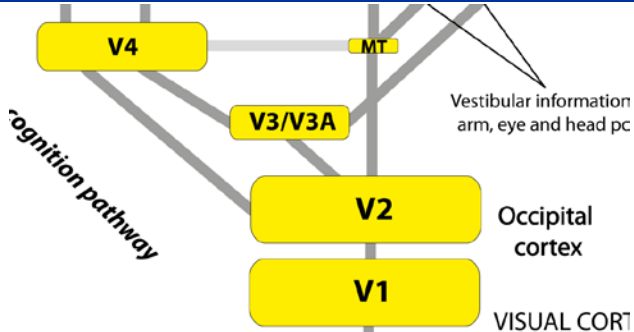 V4
MT
V3/V3A
Vestibular information
arm, eye and head po
ognition pathway
V2
Occipital
cortex
V1
VISUAL CORT